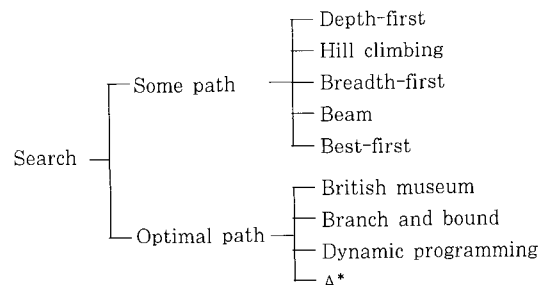 Depth-first
Hill climbing
Some path
Breadth-first
Beam
Best-first
Search
British museum
Branch and bound
Optimal path
Dynamic programming
A*